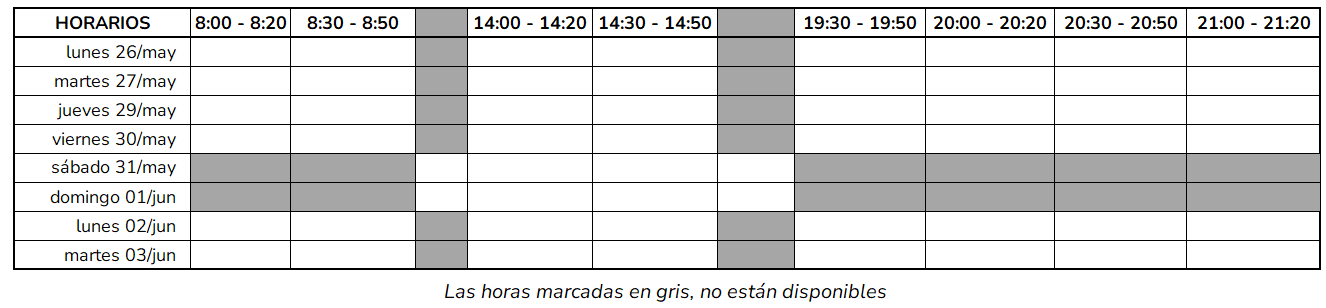 HORARIOS 8:00 - 8:20 8:30 - 8:50 14:00 - 14:20 14:30 - 14:50 19:30 - 19:50 20:00 - 20:20 20:30 - 20:50 21:00 - 21:20
lunes 26/may
martes 27/may
jueves 29/may
viernes 30/may
sábado 31/may
domingo 01/jun
lunes 02/jun
martes 03/jun
Las horas marcadas en gris, no están disponibles